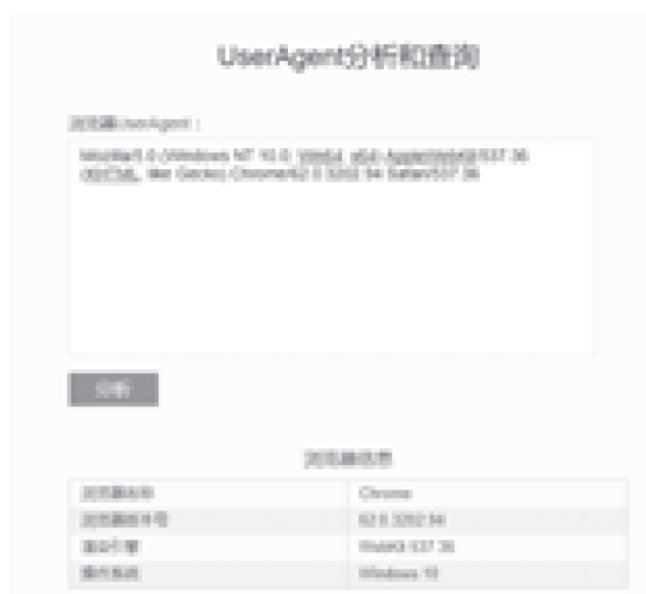 UserAgent分析和查询
浏览器UserAgent：
Mozilla/5.0 (Windows NT 10.0; Win64; x64) AppleWebKit/537.36
(KHTML, like Gecko) Chrome/62.0.3202.94 Safari/537.36
分析
浏览器信息
浏览器名称 Chrome
浏览器版本号 62.0.3202.94
渲染引擎 WebKit 537.36
操作系统 Windows 10